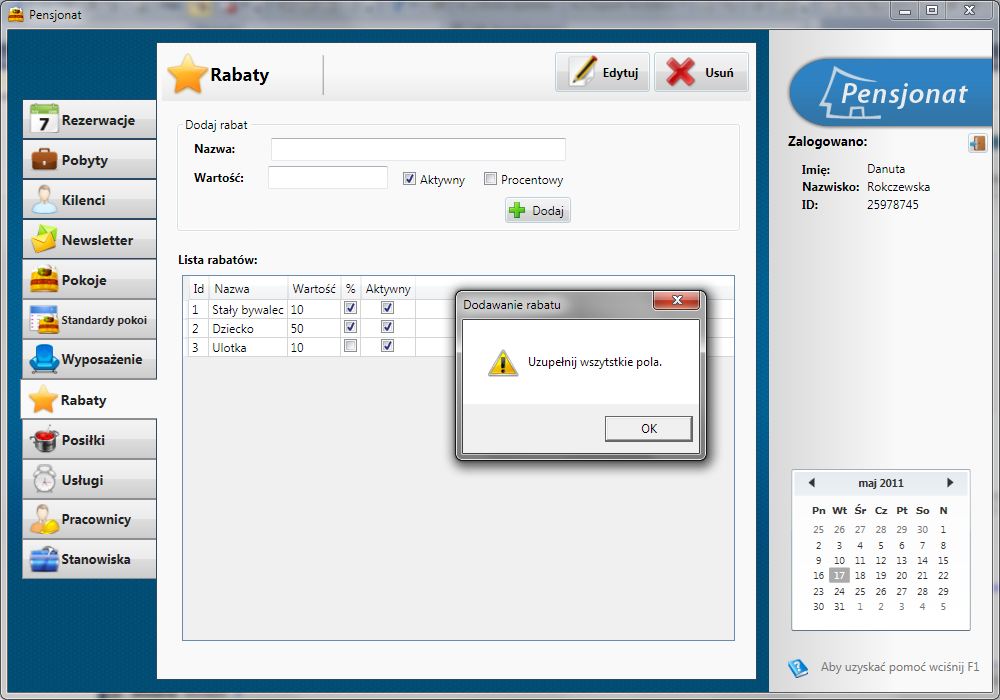 Pensjonat
Rabaty
Edytuj
Usuń
Pensjonat
Zalogowano:
Imię: Danuta
Nazwisko: Rokczewska
ID: 25978745
7 Rezerwacje
Pobyty
Kilenci
Newsletter
Pokoje
Standardy pokoi
Wyposażenie
Rabaty
Posiłki
Usługi
Pracownicy
Stanowiska
Dodaj rabat
Nazwa:
Wartość:
Aktywny
Procentowy
Dodaj
Lista rabatów:
Id Nazwa Wartość % Aktywny
1 Stały bywalec 10
2 Dziecko 50
3 Ulotka 10
Dodawanie rabatu
Uzupełnij wszytstkie pola.
OK
maj 2011
Pn Wt Śr Cz Pt So N
25 26 27 28 29 30 1
2 3 4 5 6 7 8
9 10 11 12 13 14 15
16 17 18 19 20 21 22
23 24 25 26 27 28 29
30 31 1 2 3 4 5
Aby uzyskać pomoć wciśnij F1